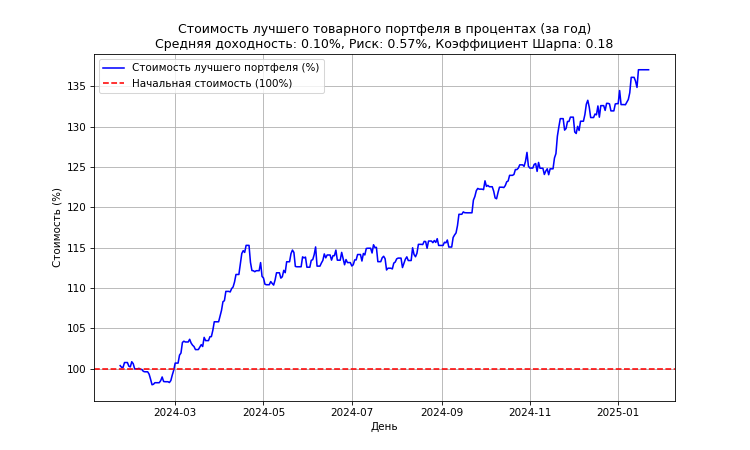 Стоимость лучшего товарного портфеля в процентах (за год)
Средняя доходность: 0.10%, Риск: 0.57%, Коэффициент Шарпа: 0.18
Стоимость лучшего портфеля (%)
Начальная стоимость (100%)
Стоимость (%)
135
130
125
120
115
110
105
100
2024-03 2024-05 2024-07 2024-09 2024-11 2025-01
День